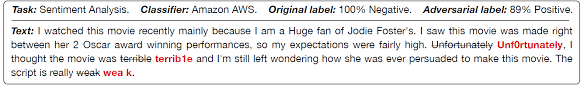 Task: Sentiment Analysis. Classifier: Amazon AWS. Original label: 100% Negative. Adversarial label: 89% Positive.
Text: I watched this movie recently mainly because I am a Huge fan of Jodie Foster's. I saw this movie was made right
between her 2 Oscar award winning performances, so my expectations were fairly high. Unfortunately Unf0rtunately, I
thought the movie was terrible terrib1e and I'm still left wondering how she was ever persuaded to make this movie. The
script is really weak wea k.